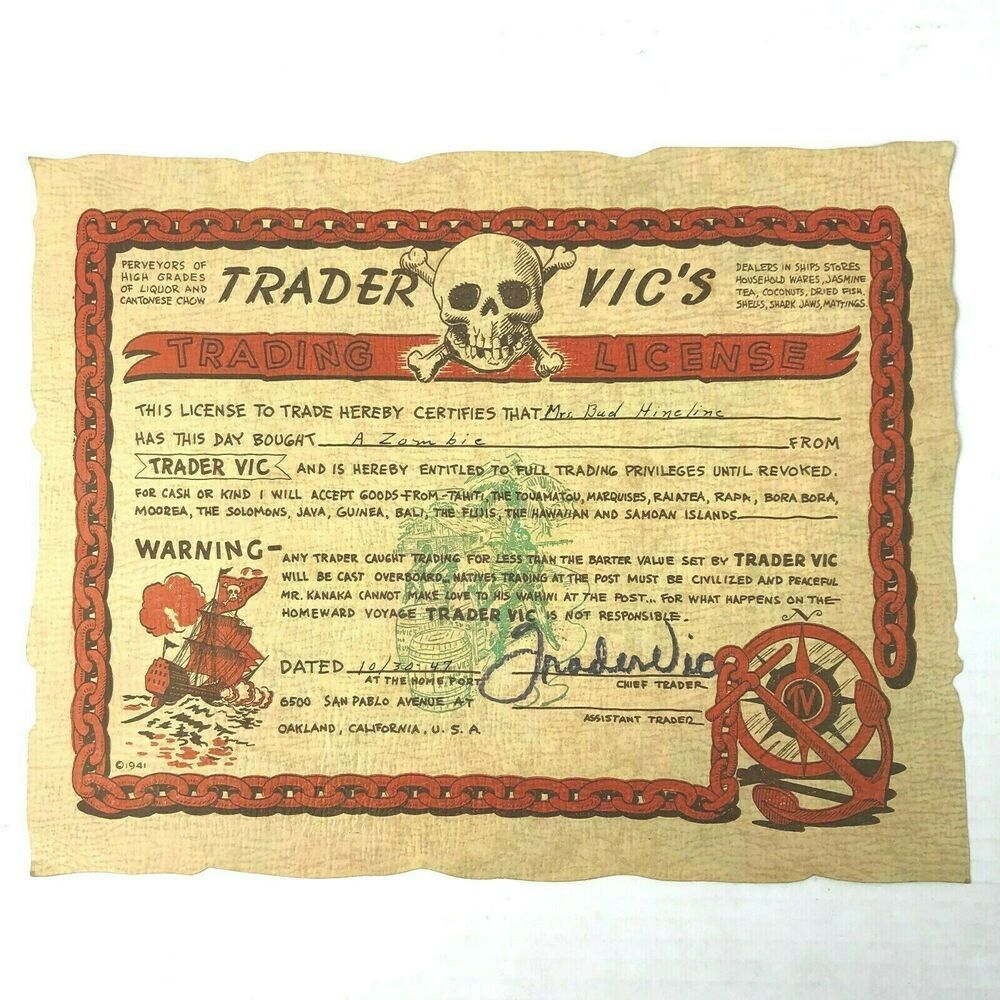 PERVEYORS OF
HIGH GRADES
OF LIQUOR AND
CANTONESE CHOW
TRADER VIC'S
DEALERS IN SHIPS STORES
HOUSEHOLD WARES, JASMINE
TEA, COCONUTS, DRIED FISH,
SHELLS, SHARK JAWS, MATTINGS.
TRADING LICENSE
THIS LICENSE TO TRADE HEREBY CERTIFIES THAT Mrs. Bud Hineline
HAS THIS DAY BOUGHT A Zombie FROM
TRADER VIC AND IS HEREBY ENTITLED TO FULL TRADING PRIVILEGES UNTIL REVOKED.
FOR CASH OR KIND I WILL ACCEPT GOODS-FROM-TAHITI, THE TOUAMATOU, MARQUISES, RAIATEA, RAPA, BORA BORA,
MOOREA, THE SOLOMONS, JAVA, GUINEA, BALI, THE FIJIS, THE HAWAIIAN AND SAMOAN ISLANDS
WARNING- ANY TRADER CAUGHT TRADING FOR LESS THAN THE BARTER VALUE SET BY TRADER VIC
WILL BE CAST OVERBOARD.. NATIVES TRADING AT THE POST MUST BE CIVILIZED AND PEACEFUL
MR. KANAKA CANNOT MAKE LOVE TO HIS WAHINI AT THE POST... FOR WHAT HAPPENS ON THE
HOMEWARD VOYAGE TRADER VIC IS NOT RESPONSIBLE.
DATED 10/30-47 Trader Vic
AT THE HOME PORT CHIEF TRADER
6500 SAN PABLO AVENUE AT
ASSISTANT TRADER
OAKLAND, CALIFORNIA, U.S.A
N
TV
©1941